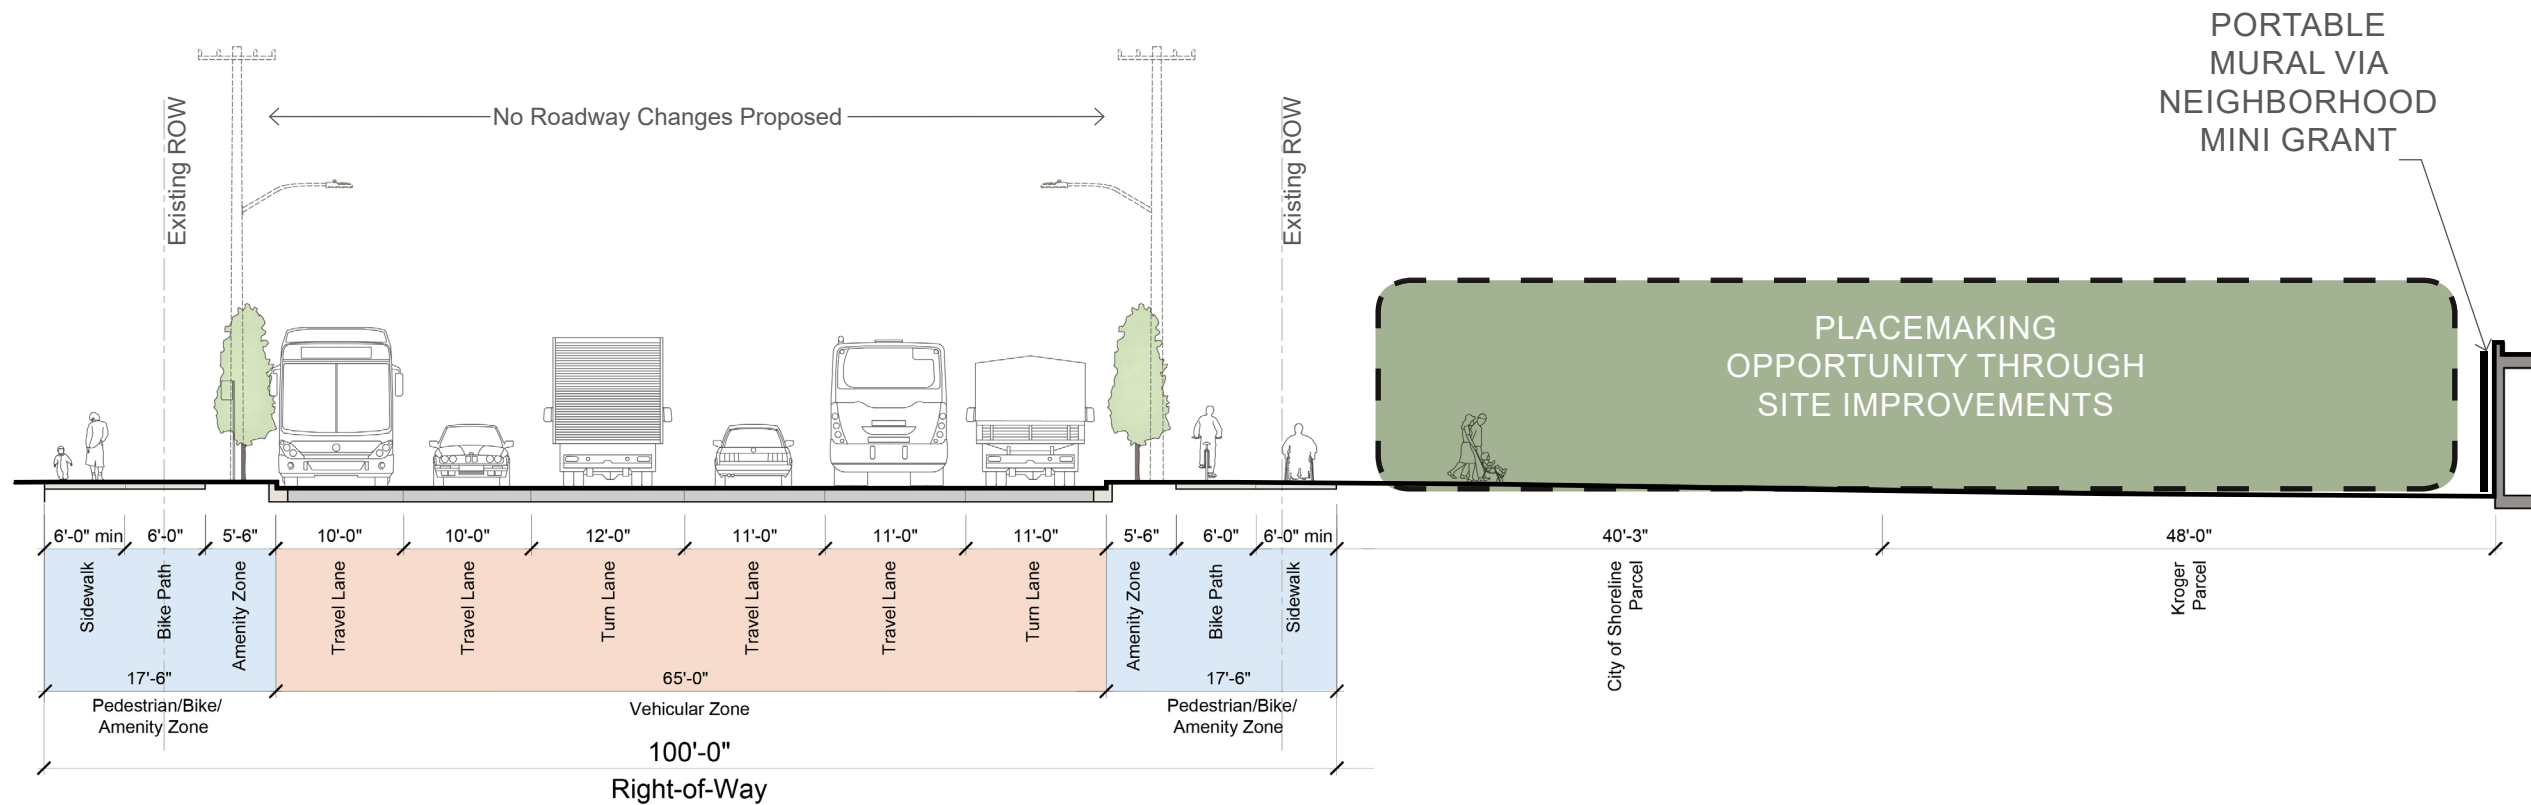 PORTABLE
MURAL VIA
NEIGHBORHOOD
MINI GRANT
No Roadway Changes Proposed
Existing ROW
Existing ROW
PLACEMAKING
OPPORTUNITY THROUGH
SITE IMPROVEMENTS
6'-0" min
6'-0"
5'-6"
10'-0"
10'-0"
12'-0"
11'-0"
11'-0"
11'-0"
5'-6"
6'-0"
6'-0" min
40'-3"
48'-0"
Sidewalk
Bike Path
Amenity Zone
Travel Lane
Travel Lane
Turn Lane
Travel Lane
Travel Lane
Turn Lane
Amenity Zone
Bike Path
Sidewalk
City of Shoreline
Parcel
Kroger
Parcel
17'-6"
65'-0"
17'-6"
Pedestrian/Bike/
Amenity Zone
Vehicular Zone
Pedestrian/Bike/
Amenity Zone
100'-0"
Right-of-Way